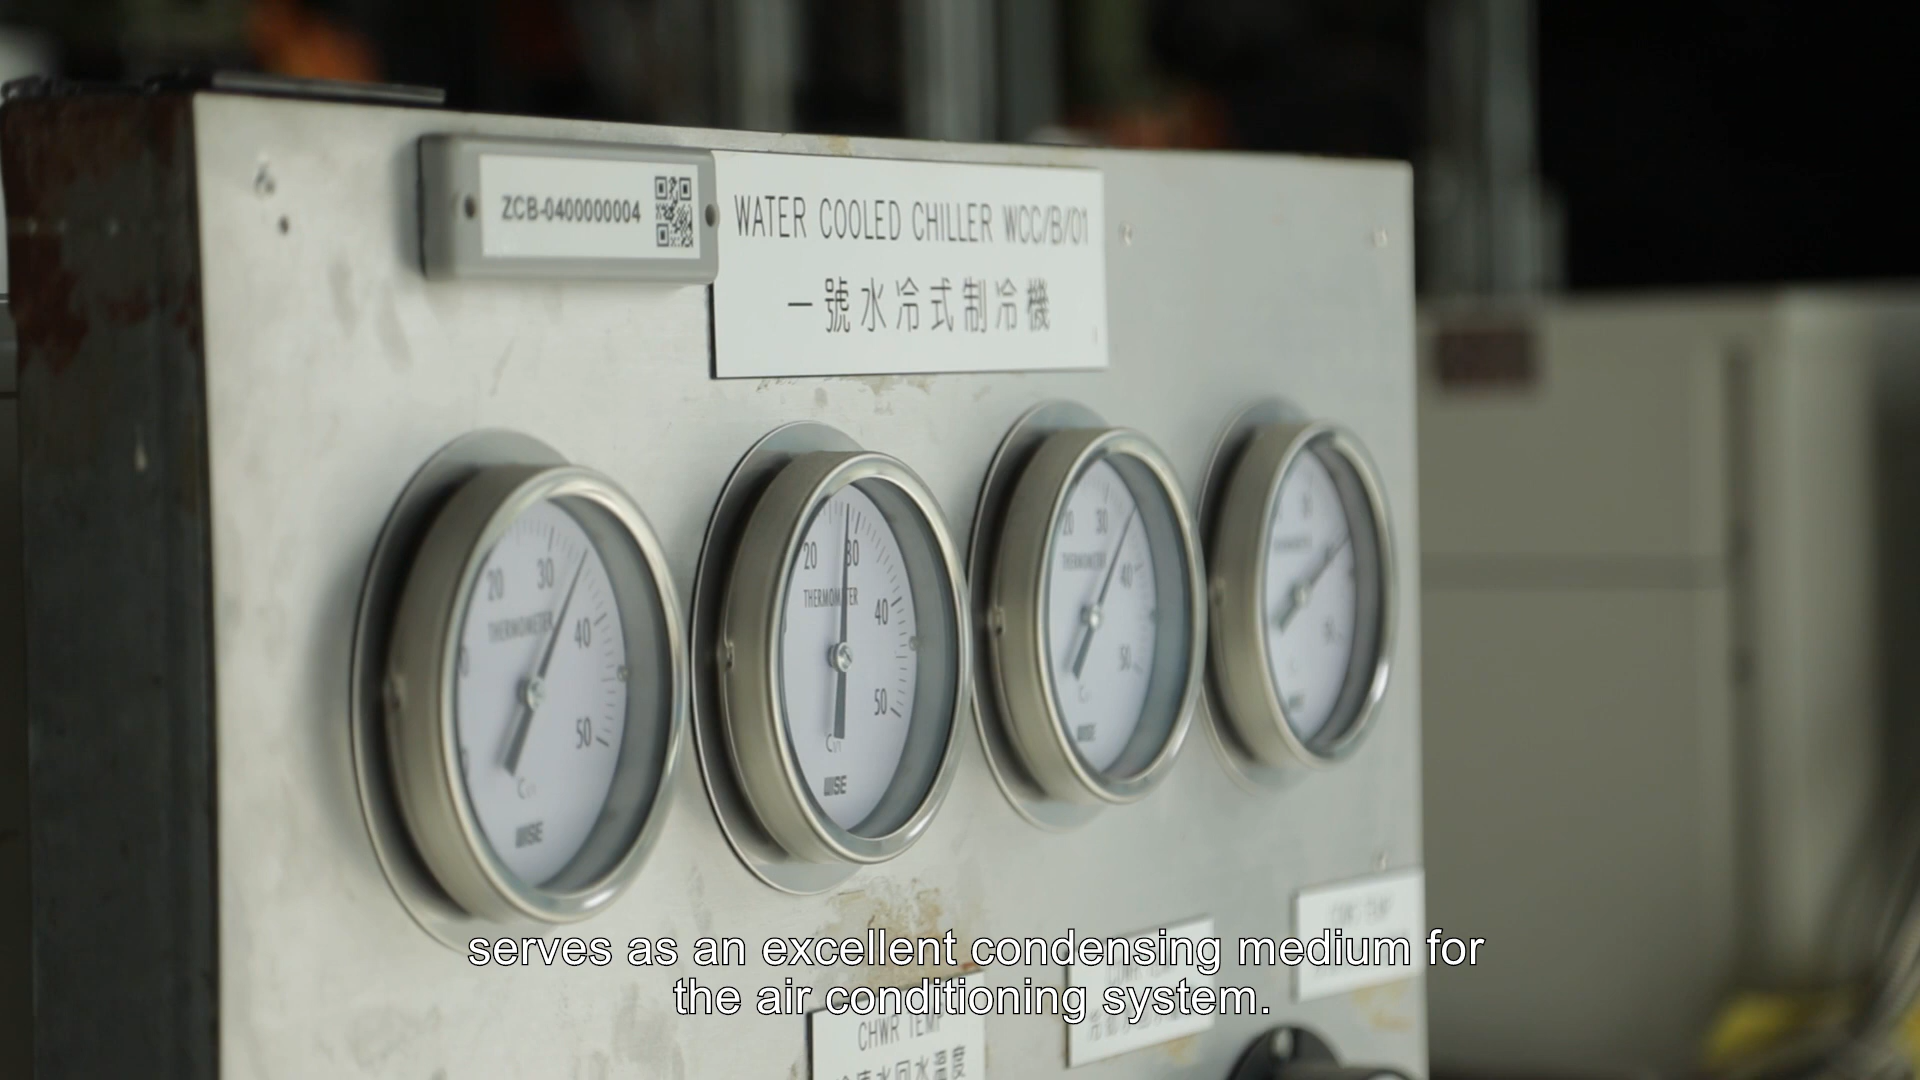 ZCB-0400000004
WATER COOLED CHILLER WCC/B/01
一號水冷式制冷機
20 30 40 50
THERMOMETER
C
WISE
20 30 40 50
THERMOMETER
C
WISE
20 30 40 50
THERMOMETER
C
WISE
serves as an excellent condensing medium for
the air conditioning system.
CHWR TEMP